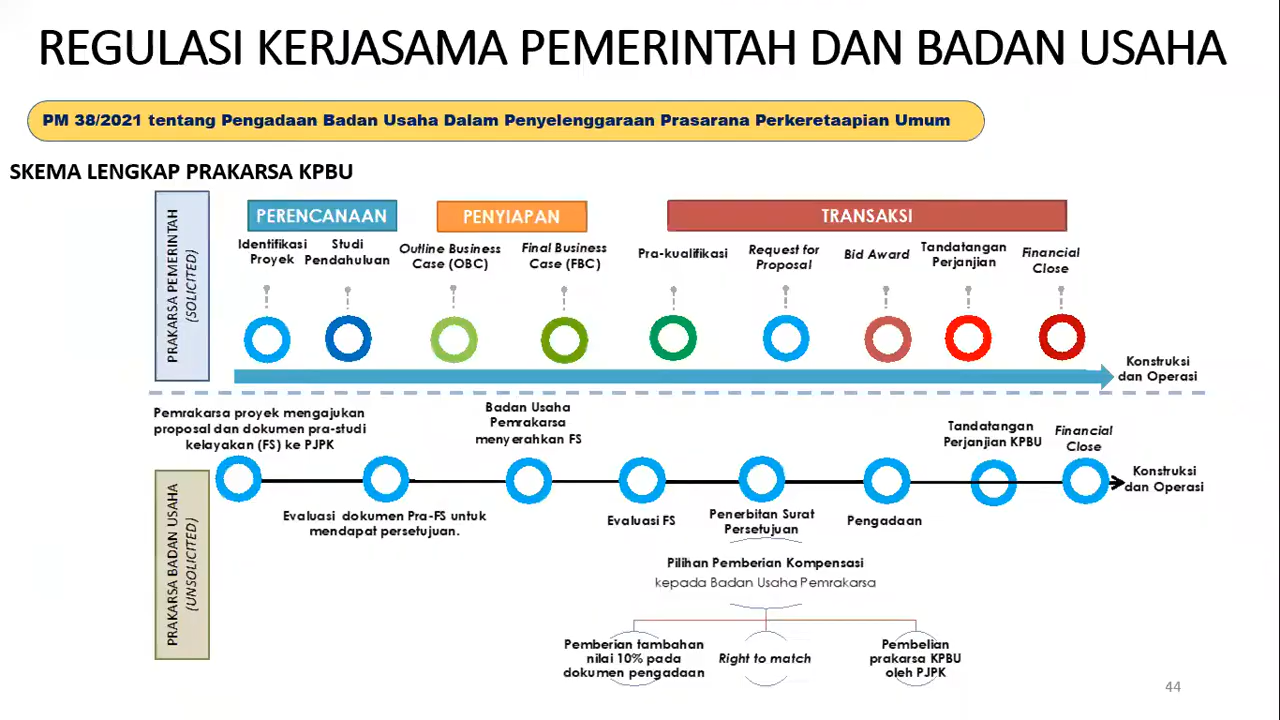 REGULASI KERJASAMA PEMERINTAH DAN BADAN USAHA
PM 38/2021 tentang Pengadaan Badan Usaha Dalam Penyelenggaraan Prasarana Perkeretaapian Umum
SKEMA LENGKAP PRAKARSA KPBU
PRAKARSA PEMERINTAH
(SOLICITED)
PERENCANAAN
PENYIAPAN
TRANSAKSI
Identifikasi
Proyek
Studi
Pendahuluan
Outline Business
Case (OBC)
Final Business
Case (FBC)
Pra-kualifikasi
Request for
Proposal
Bid Award
Tandatangan
Perjanjian
Financial
Close
Konstruksi
dan Operasi
PRAKARSA BADAN USAHA
(UNSOLICITED)
Pemrakarsa proyek mengajukan
proposal dan dokumen pra-studi
kelayakan (FS) ke PJPK
Evaluasi dokumen Pra-FS untuk
mendapat persetujuan.
Badan Usaha
Pemrakarsa
menyerahkan FS
Evaluasi FS
Penerbitan Surat
Persetujuan
Pengadaan
Tandatangan
Perjanjian KPBU
Financial
Close
Konstruksi
dan Operasi
Pilihan Pemberian Kompensasi
kepada Badan Usaha Pemrakarsa
Pemberian tambahan
nilai 10% pada
dokumen pengadaan
Right to match
Pembelian
prakarsa KPBU
oleh PJPK
44